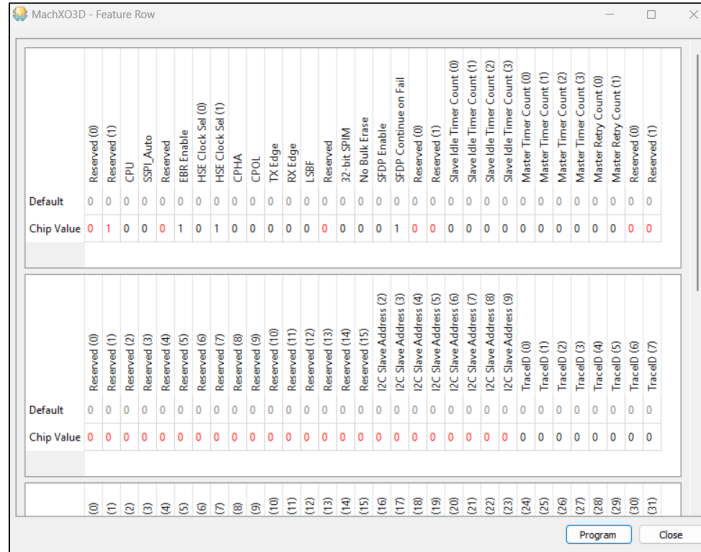 MachXO3D - Feature Row
Reserved (0)
Reserved (1)
CPU
SSPI_Auto
Reserved
EBR Enable
HSE Clock Sel (0)
HSE Clock Sel (1)
CPHA
CPOL
TX Edge
RX Edge
LSBF
Reserved
32-bit SPIM
No Bulk Erase
SFDP Enable
SFDP Continue on Fail
Reserved (0)
Reserved (1)
Slave Idle Timer Count (0)
Slave Idle Timer Count (1)
Slave Idle Timer Count (2)
Slave Idle Timer Count (3)
Master Timer Count (0)
Master Timer Count (1)
Master Timer Count (2)
Master Timer Count (3)
Master Retry Count (0)
Master Retry Count (1)
Reserved (0)
Reserved (1)
Default 0 0 0 0 0 0 0 0 0 0 0 0 0 0 0 0 0 0 0 0 0 0 0 0 0 0 0 0 0 0 0 0
Chip Value 0 1 0 0 0 1 0 1 0 0 0 0 0 0 0 0 0 1 0 0 0 0 0 0 0 0 0 0 0 0 0 0
Reserved (0)
Reserved (1)
Reserved (2)
Reserved (3)
Reserved (4)
Reserved (5)
Reserved (6)
Reserved (7)
Reserved (8)
Reserved (9)
Reserved (10)
Reserved (11)
Reserved (12)
Reserved (13)
Reserved (14)
Reserved (15)
I2C Slave Address (2)
I2C Slave Address (3)
I2C Slave Address (4)
I2C Slave Address (5)
I2C Slave Address (6)
I2C Slave Address (7)
I2C Slave Address (8)
I2C Slave Address (9)
TraceID (0)
TraceID (1)
TraceID (2)
TraceID (3)
TraceID (4)
TraceID (5)
TraceID (6)
TraceID (7)
Default 0 0 0 0 0 0 0 0 0 0 0 0 0 0 0 0 0 0 0 0 0 0 0 0 0 0 0 0 0 0 0 0
Chip Value 0 0 0 0 0 0 0 0 0 0 0 0 0 0 0 0 0 0 0 0 0 0 0 0 0 0 0 0 0 0 0 0
(0) (1) (2) (3) (4) (5) (6) (7) (8) (9) (10) (11) (12) (13) (14) (15) (16) (17) (18) (19) (20) (21) (22) (23) (24) (25) (26) (27) (28) (29) (30) (31)
Program Close